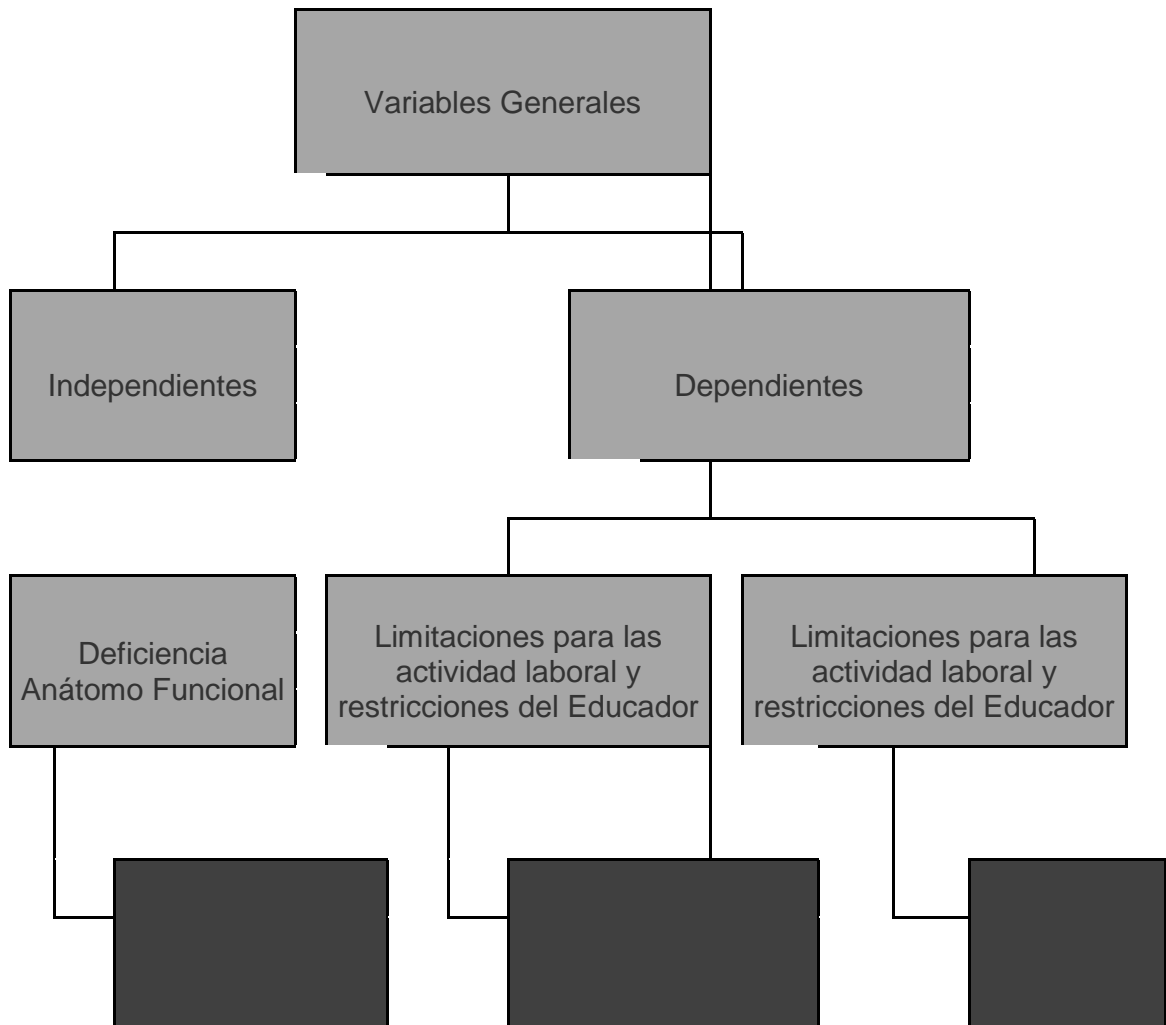 Variables Generales
Independientes
Dependientes
Deficiencia
Anátomo Funcional
Limitaciones para las
actividad laboral y
restricciones del Educador
Limitaciones para las
actividad laboral y
restricciones del Educador